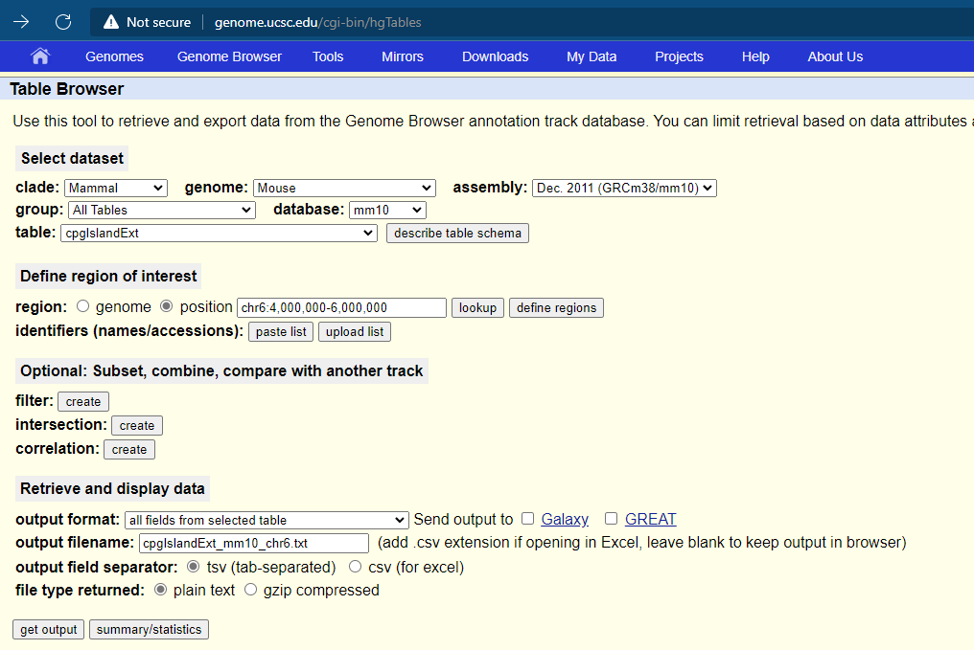 Not secure genome.ucsc.edu/cgi-bin/hgTables
Genomes Genome Browser Tools Mirrors Downloads My Data Projects Help About Us
Table Browser
Use this tool to retrieve and export data from the Genome Browser annotation track database. You can limit retrieval based on data attributes
Select dataset
clade: Mammal genome: Mouse assembly: Dec. 2011 (GRCm38/mm10)
group: All Tables database: mm10
table: cpgIslandExt describe table schema
Define region of interest
region: genome position chr6:4,000,000-6,000,000 lookup define regions
identifiers (names/accessions): paste list upload list
Optional: Subset, combine, compare with another track
filter: create
intersection: create
correlation: create
Retrieve and display data
output format: all fields from selected table Send output to Galaxy GREAT
output filename: cpgIslandExt_mm10_chr6.txt (add .csv extension if opening in Excel, leave blank to keep output in browser)
output field separator: tsv (tab-separated) csv (for excel)
file type returned: plain text gzip compressed
get output summary/statistics